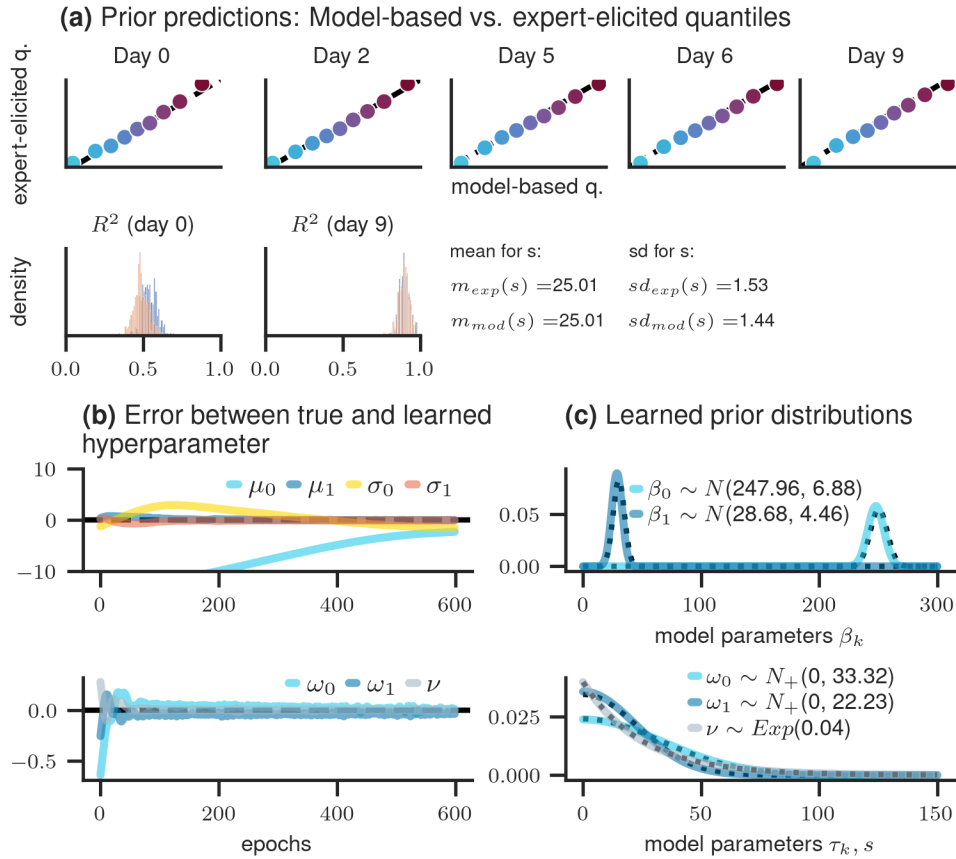 (a) Prior predictions: Model-based vs. expert-elicited quantiles
Day 0 Day 2 Day 5 Day 6 Day 9
expert-elicited q.
model-based q.
R² (day 0) R² (day 9)
density
0.0 0.5 1.0 0.0 0.5 1.0
mean for s: sd for s:
m_exp(s) =25.01 sd_exp(s) =1.53
m_mod(s) =25.01 sd_mod(s) =1.44
(b) Error between true and learned
hyperparameter
10
0
−10
μ₀ μ₁ σ₀ σ₁
0 200 400 600
0.0
−0.5
ω₀ ω₁ ν
0 200 400 600
epochs
(c) Learned prior distributions
0.05
0.00
β₀ ∼ N(247.96, 6.88)
β₁ ∼ N(28.68, 4.46)
0 100 200 300
model parameters βₖ
0.025
0.000
ω₀ ∼ N₊(0, 33.32)
ω₁ ∼ N₊(0, 22.23)
ν ∼ Exp(0.04)
0 50 100 150
model parameters τₖ, s